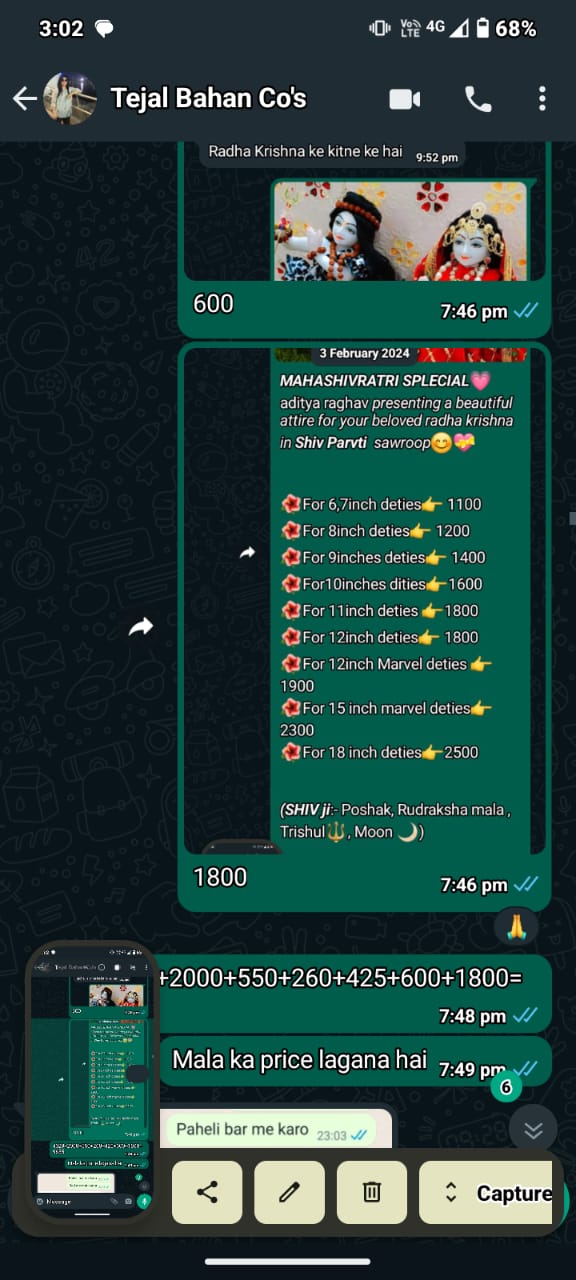 3:02
Vo LTE 4G 68%
Tejal Bahan Co's
Radha Krishna ke kitne ke hai 9:52 pm
600
7:46 pm
3 February 2024
MAHASHIVRATRI SPLECIAL💗
aditya raghav presenting a beautiful
attire for your beloved radha krishna
in Shiv Parvti sawroop😊💝
🌺For 6,7inch deties👉 1100
🌺For 8inch deties👉 1200
🌺For 9inches deties👉 1400
🌺For10inches dities👉1600
🌺For 11inch deties 👉1800
🌺For 12inch deties👉 1800
🌺For 12inch Marvel deties 👉
1900
🌺For 15 inch marvel deties👉
2300
🌺For 18 inch deties👉2500
(SHIV ji:- Poshak, Rudraksha mala ,
Trishul🔱, Moon 🌙)
1800
7:46 pm
🙏
+2000+550+260+425+600+1800=
7:48 pm
Mala ka price lagana hai 7:49 pm
6
Paheli bar me karo 23:03
Message
Capture